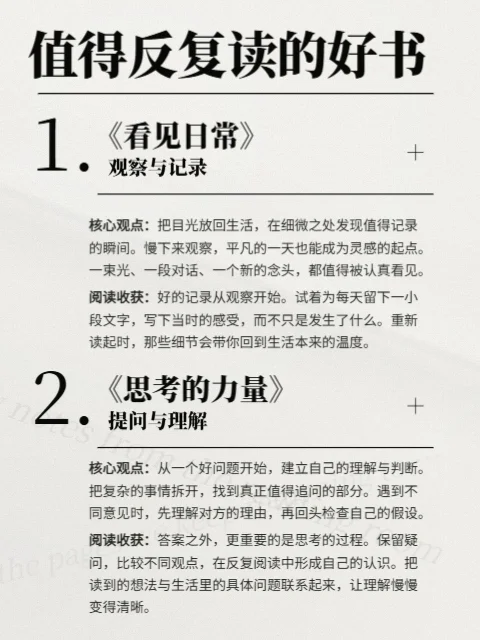 值得反复读的好书
1.
《看见日常》
观察与记录
+
核心观点：把目光放回生活，在细微之处发现值得记录
的瞬间。慢下来观察，平凡的一天也能成为灵感的起点。
一束光、一段对话、一个新的念头，都值得被认真看见。
阅读收获：好的记录从观察开始。试着为每天留下一小
段文字，写下当时的感受，而不只是发生了什么。重新
读起时，那些细节会带你回到生活本来的温度。
2.
《思考的力量》
提问与理解
+
核心观点：从一个好问题开始，建立自己的理解与判断。
把复杂的事情拆开，找到真正值得追问的部分。遇到不
同意见时，先理解对方的理由，再回头检查自己的假设。
阅读收获：答案之外，更重要的是思考的过程。保留疑
问，比较不同观点，在反复阅读中形成自己的认识。把
读到的想法与生活里的具体问题联系起来，让理解慢慢
变得清晰。
notes from the reading room
the pages